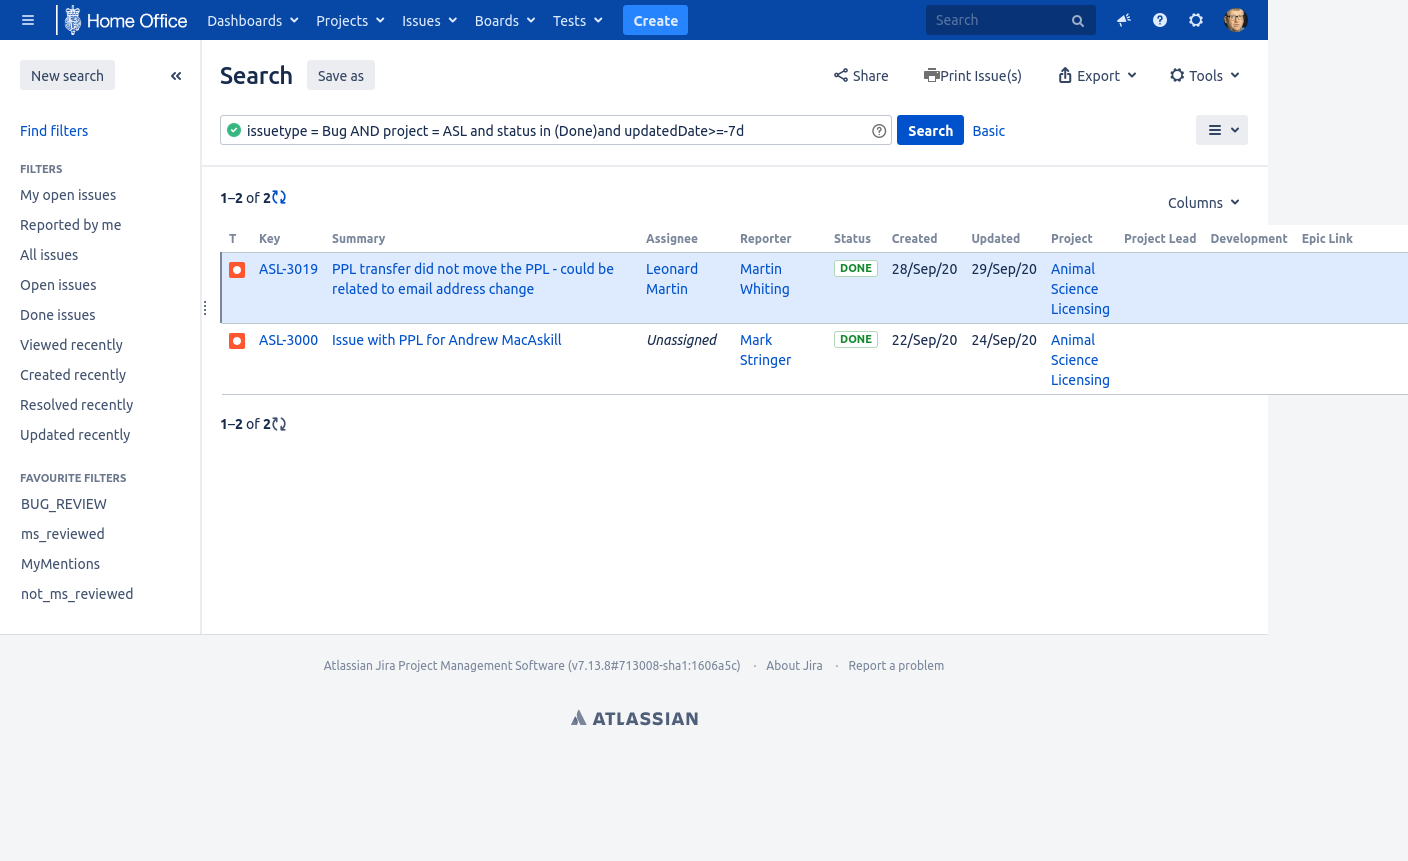 Home Office Dashboards Projects Issues Boards Tests Create Search
New search
Search Save as Share Print Issue(s) Export Tools
issuetype = Bug AND project = ASL and status in (Done)and updatedDate>=-7d Search Basic
Find filters
FILTERS
My open issues
Reported by me
All issues
Open issues
Done issues
Viewed recently
Created recently
Resolved recently
Updated recently
FAVOURITE FILTERS
BUG_REVIEW
ms_reviewed
MyMentions
not_ms_reviewed
1–2 of 2
Columns
T Key Summary Assignee Reporter Status Created Updated Project Project Lead Development Epic Link
ASL-3019 PPL transfer did not move the PPL - could be Leonard Martin DONE 28/Sep/20 29/Sep/20 Animal
related to email address change Martin Whiting Science
Licensing
ASL-3000 Issue with PPL for Andrew MacAskill Unassigned Mark DONE 22/Sep/20 24/Sep/20 Animal
Stringer Science
Licensing
1–2 of 2
Atlassian Jira Project Management Software (v7.13.8#713008-sha1:1606a5c) · About Jira · Report a problem
ATLASSIAN